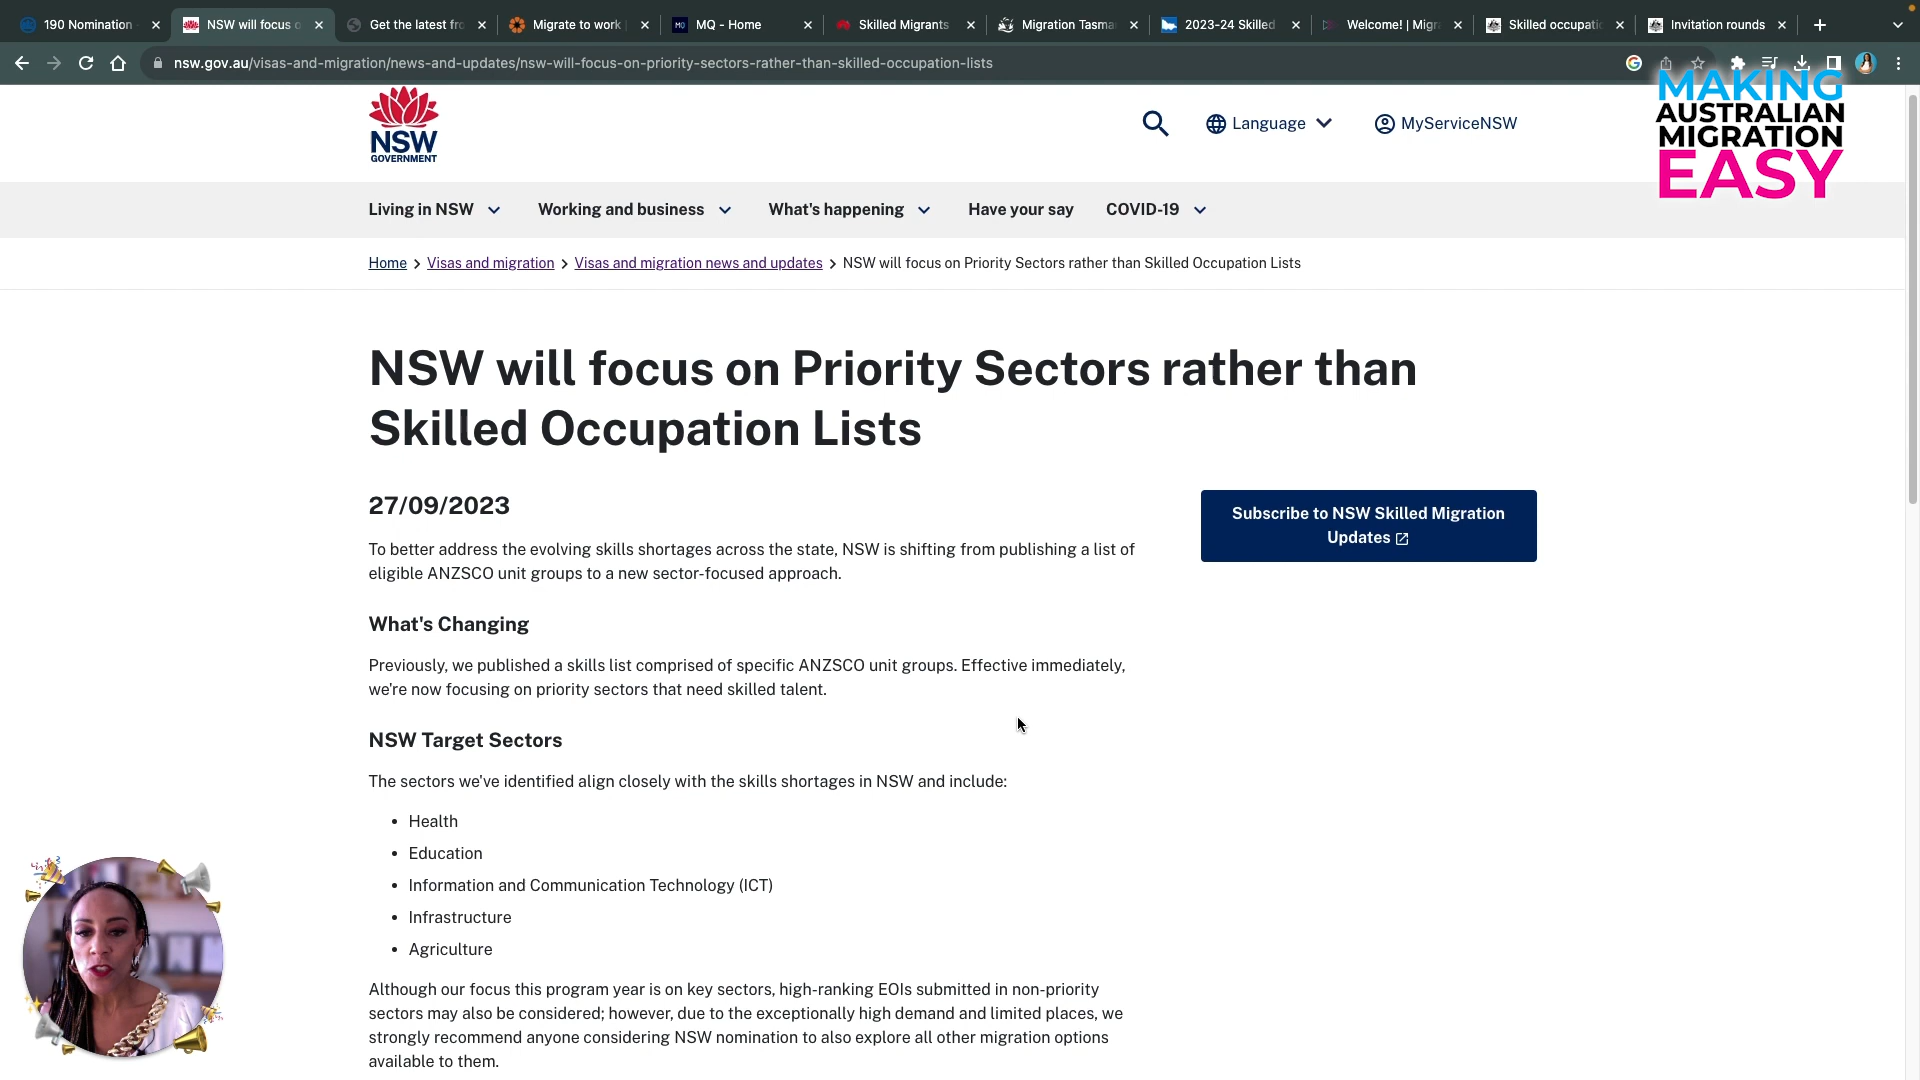 190 Nomination
NSW will focus o
Get the latest fro
Migrate to work
MQ - Home
Skilled Migrants
Migration Tasma
2023-24 Skilled
Welcome! | Migra
Skilled occupatio
Invitation rounds
nsw.gov.au/visas-and-migration/news-and-updates/nsw-will-focus-on-priority-sectors-rather-than-skilled-occupation-lists
MAKING
AUSTRALIAN
MIGRATION
EASY
NSW
GOVERNMENT
Language
MyServiceNSW
Living in NSW
Working and business
What's happening
Have your say
COVID-19
Home > Visas and migration > Visas and migration news and updates > NSW will focus on Priority Sectors rather than Skilled Occupation Lists
NSW will focus on Priority Sectors rather than
Skilled Occupation Lists
27/09/2023
Subscribe to NSW Skilled Migration
Updates
To better address the evolving skills shortages across the state, NSW is shifting from publishing a list of
eligible ANZSCO unit groups to a new sector-focused approach.
What's Changing
Previously, we published a skills list comprised of specific ANZSCO unit groups. Effective immediately,
we're now focusing on priority sectors that need skilled talent.
NSW Target Sectors
The sectors we've identified align closely with the skills shortages in NSW and include:
• Health
• Education
• Information and Communication Technology (ICT)
• Infrastructure
• Agriculture
Although our focus this program year is on key sectors, high-ranking EOIs submitted in non-priority
sectors may also be considered; however, due to the exceptionally high demand and limited places, we
strongly recommend anyone considering NSW nomination to also explore all other migration options
available to them.